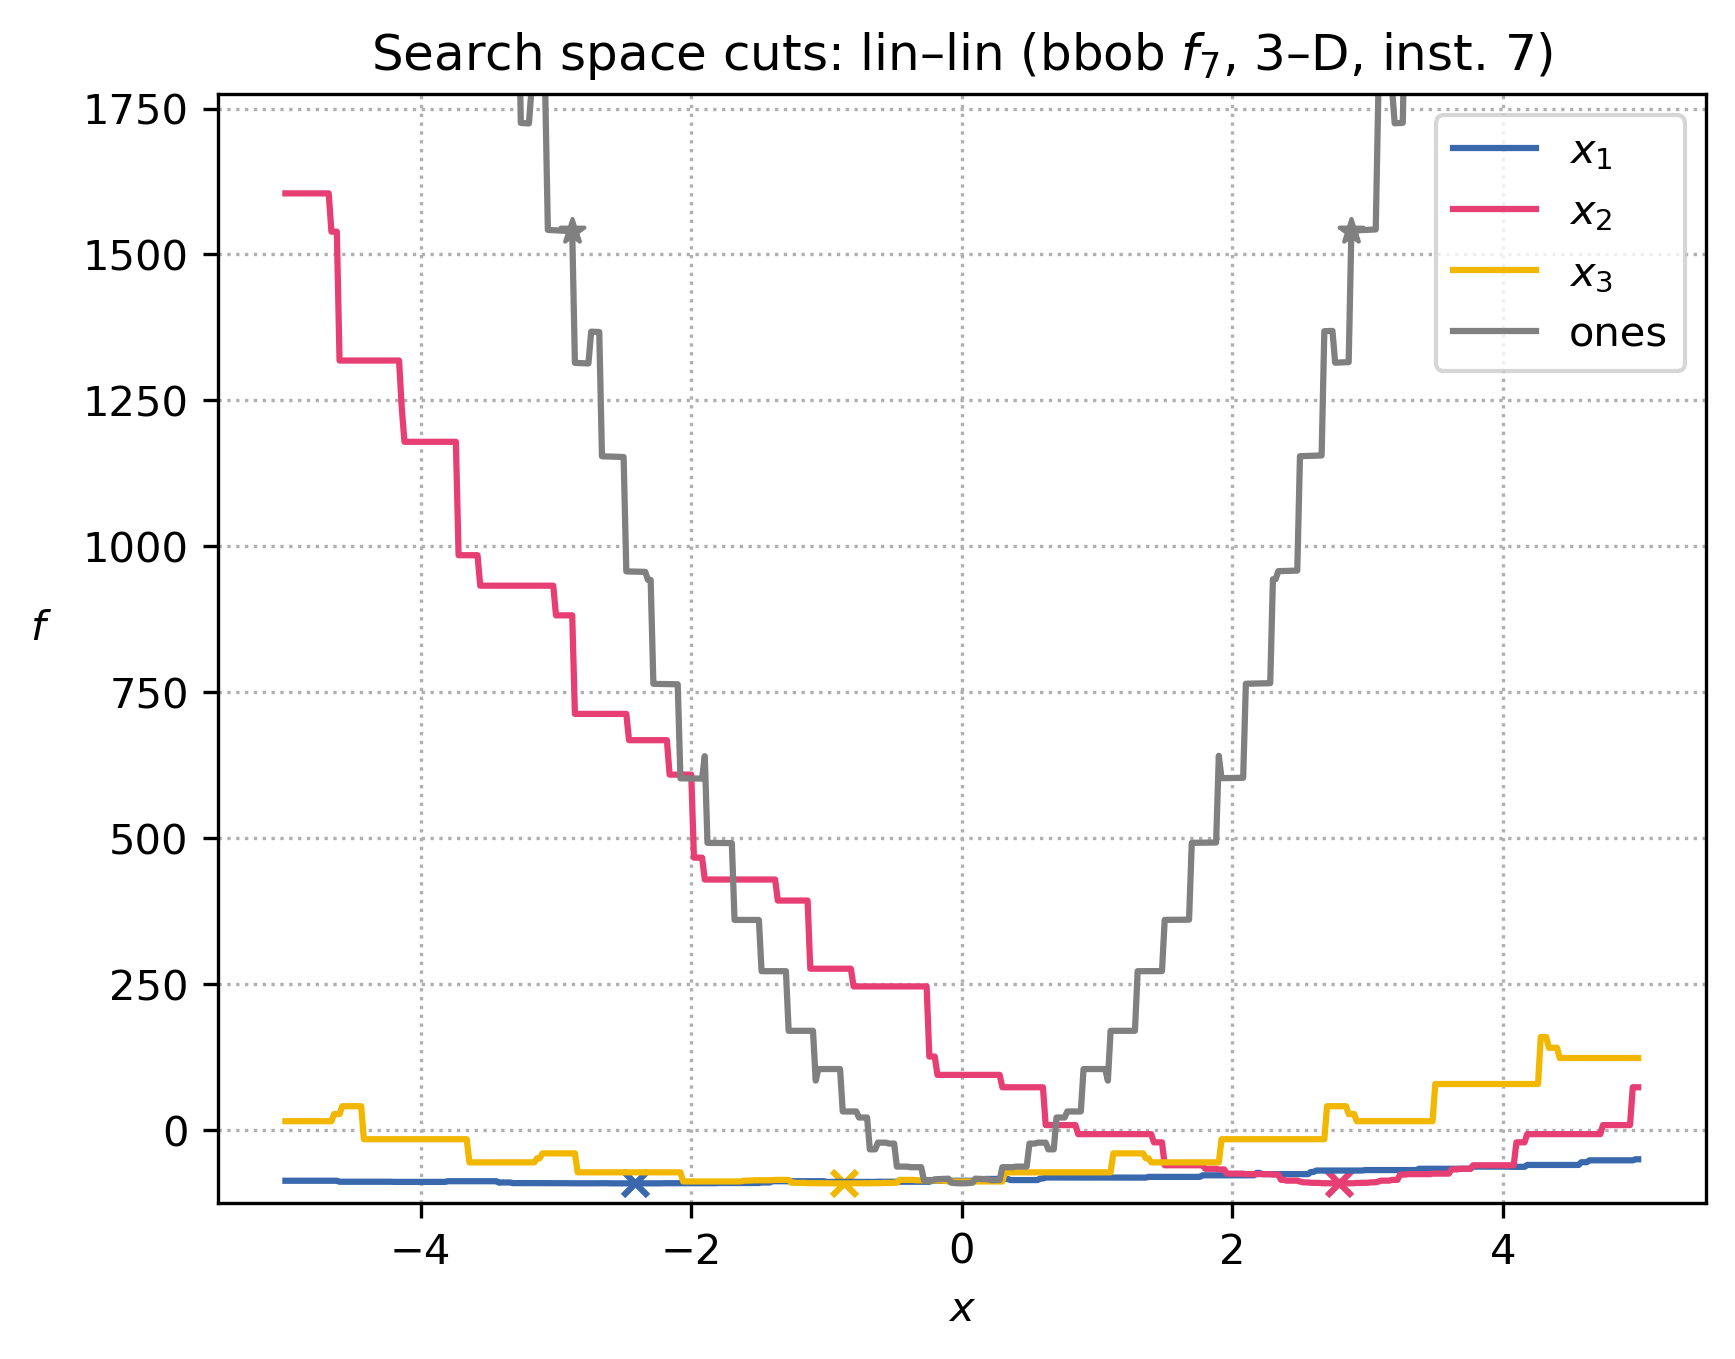 Search space cuts: lin–lin (bbob f₇, 3–D, inst. 7)
1750
1500
1250
1000
750
500
250
0
f
x₁
x₂
x₃
ones
−4 −2 0 2 4
x